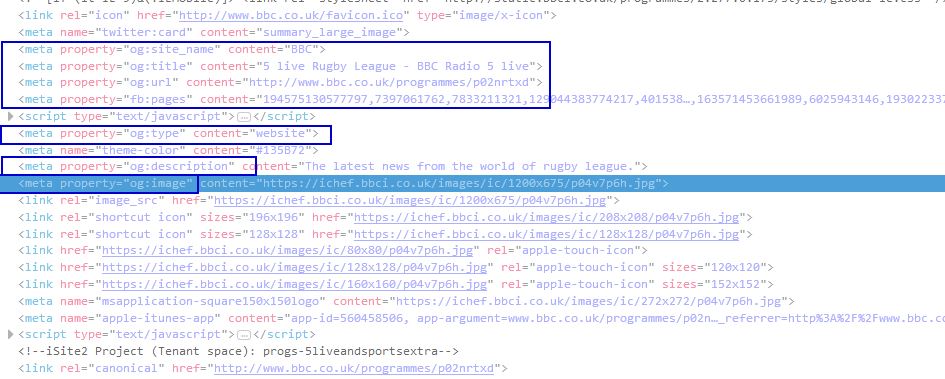 <link rel="icon" href="http://www.bbc.co.uk/favicon.ico" type="image/x-icon">
<meta name="twitter:card" content="summary_large_image">
<meta property="og:site_name" content="BBC">
<meta property="og:title" content="5 live Rugby League - BBC Radio 5 live">
<meta property="og:url" content="http://www.bbc.co.uk/programmes/p02nrtxd">
<meta property="fb:pages" content="194575130577797,7397061762,7833211321,129044383774217,401538…,163571453661989,6025943146,193022337
<script type="text/javascript">…</script>
<meta property="og:type" content="website">
<meta name="theme-color" content="#135872">
<meta property="og:description" content="The latest news from the world of rugby league.">
<meta property="og:image" content="https://ichef.bbci.co.uk/images/ic/1200x675/p04v7p6h.jpg">
<link rel="image_src" href="https://ichef.bbci.co.uk/images/ic/1200x675/p04v7p6h.jpg">
<link rel="shortcut icon" sizes="196x196" href="https://ichef.bbci.co.uk/images/ic/208x208/p04v7p6h.jpg">
<link rel="shortcut icon" sizes="128x128" href="https://ichef.bbci.co.uk/images/ic/128x128/p04v7p6h.jpg">
<link href="https://ichef.bbci.co.uk/images/ic/80x80/p04v7p6h.jpg" rel="apple-touch-icon">
<link href="https://ichef.bbci.co.uk/images/ic/128x128/p04v7p6h.jpg" rel="apple-touch-icon" sizes="120x120">
<link href="https://ichef.bbci.co.uk/images/ic/160x160/p04v7p6h.jpg" rel="apple-touch-icon" sizes="152x152">
<meta name="msapplication-square150x150logo" content="https://ichef.bbci.co.uk/images/ic/272x272/p04v7p6h.jpg">
<meta name="apple-itunes-app" content="app-id=560458506, app-argument=www.bbc.co.uk/programmes/p02n…_referrer=http%3A%2F%2Fwww.bbc.c
<script type="text/javascript">…</script>
<!--iSite2 Project (Tenant space): progs-5liveandsportsextra-->
<link rel="canonical" href="http://www.bbc.co.uk/programmes/p02nrtxd">